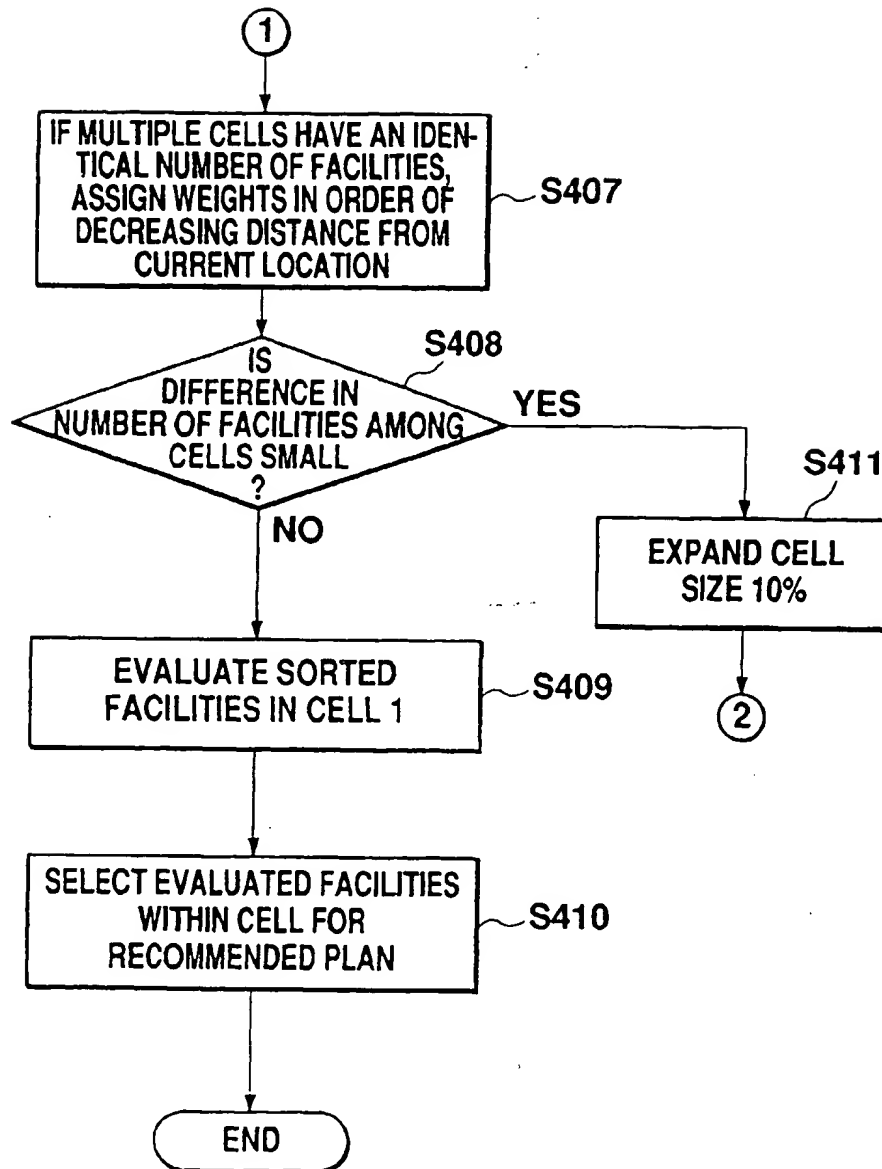 1
IF MULTIPLE CELLS HAVE AN IDEN-
TICAL NUMBER OF FACILITIES,
ASSIGN WEIGHTS IN ORDER OF
DECREASING DISTANCE FROM
CURRENT LOCATION
S407
S408
IS
DIFFERENCE IN
NUMBER OF FACILITIES AMONG
CELLS SMALL
?
YES
NO
S411
EXPAND CELL
SIZE 10%
2
EVALUATE SORTED
FACILITIES IN CELL 1
S409
SELECT EVALUATED FACILITIES
WITHIN CELL FOR
RECOMMENDED PLAN
S410
END